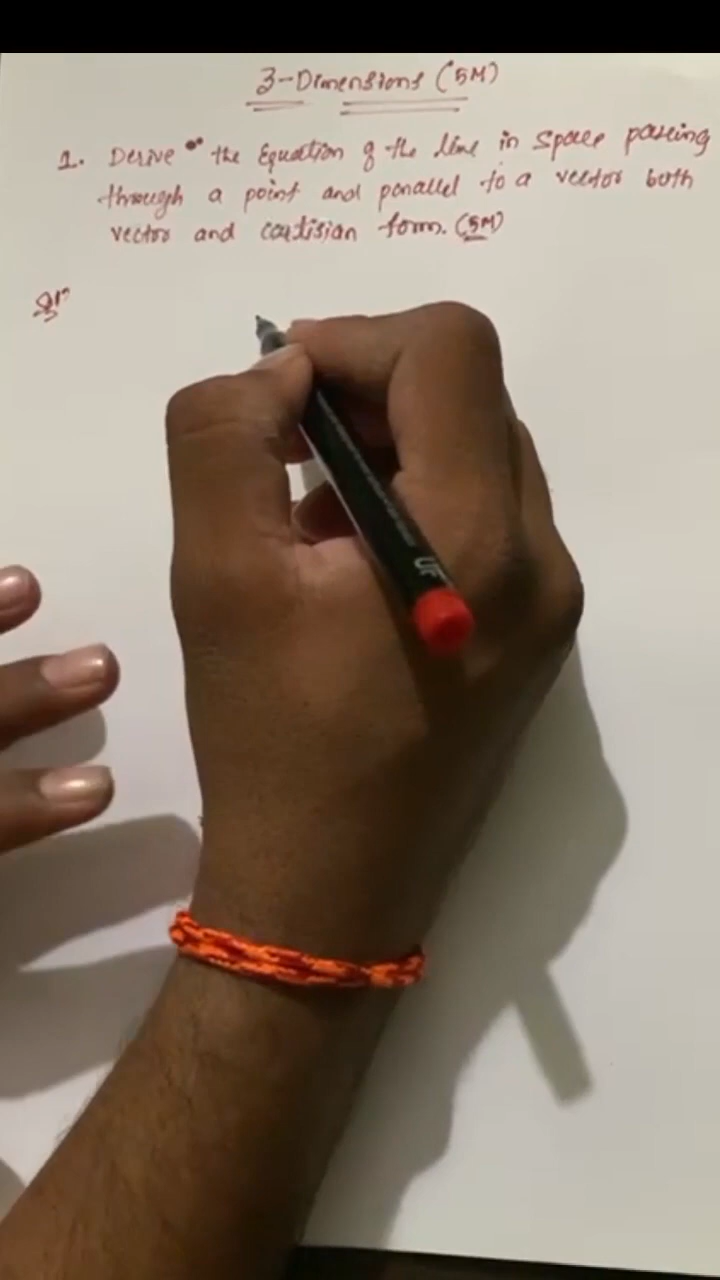 3-Dimensions (5M)
1. Derive the Equation of the line in space passing
through a point and parallel to a vector both
vector and cartisian form. (5M)
Sol:
UF